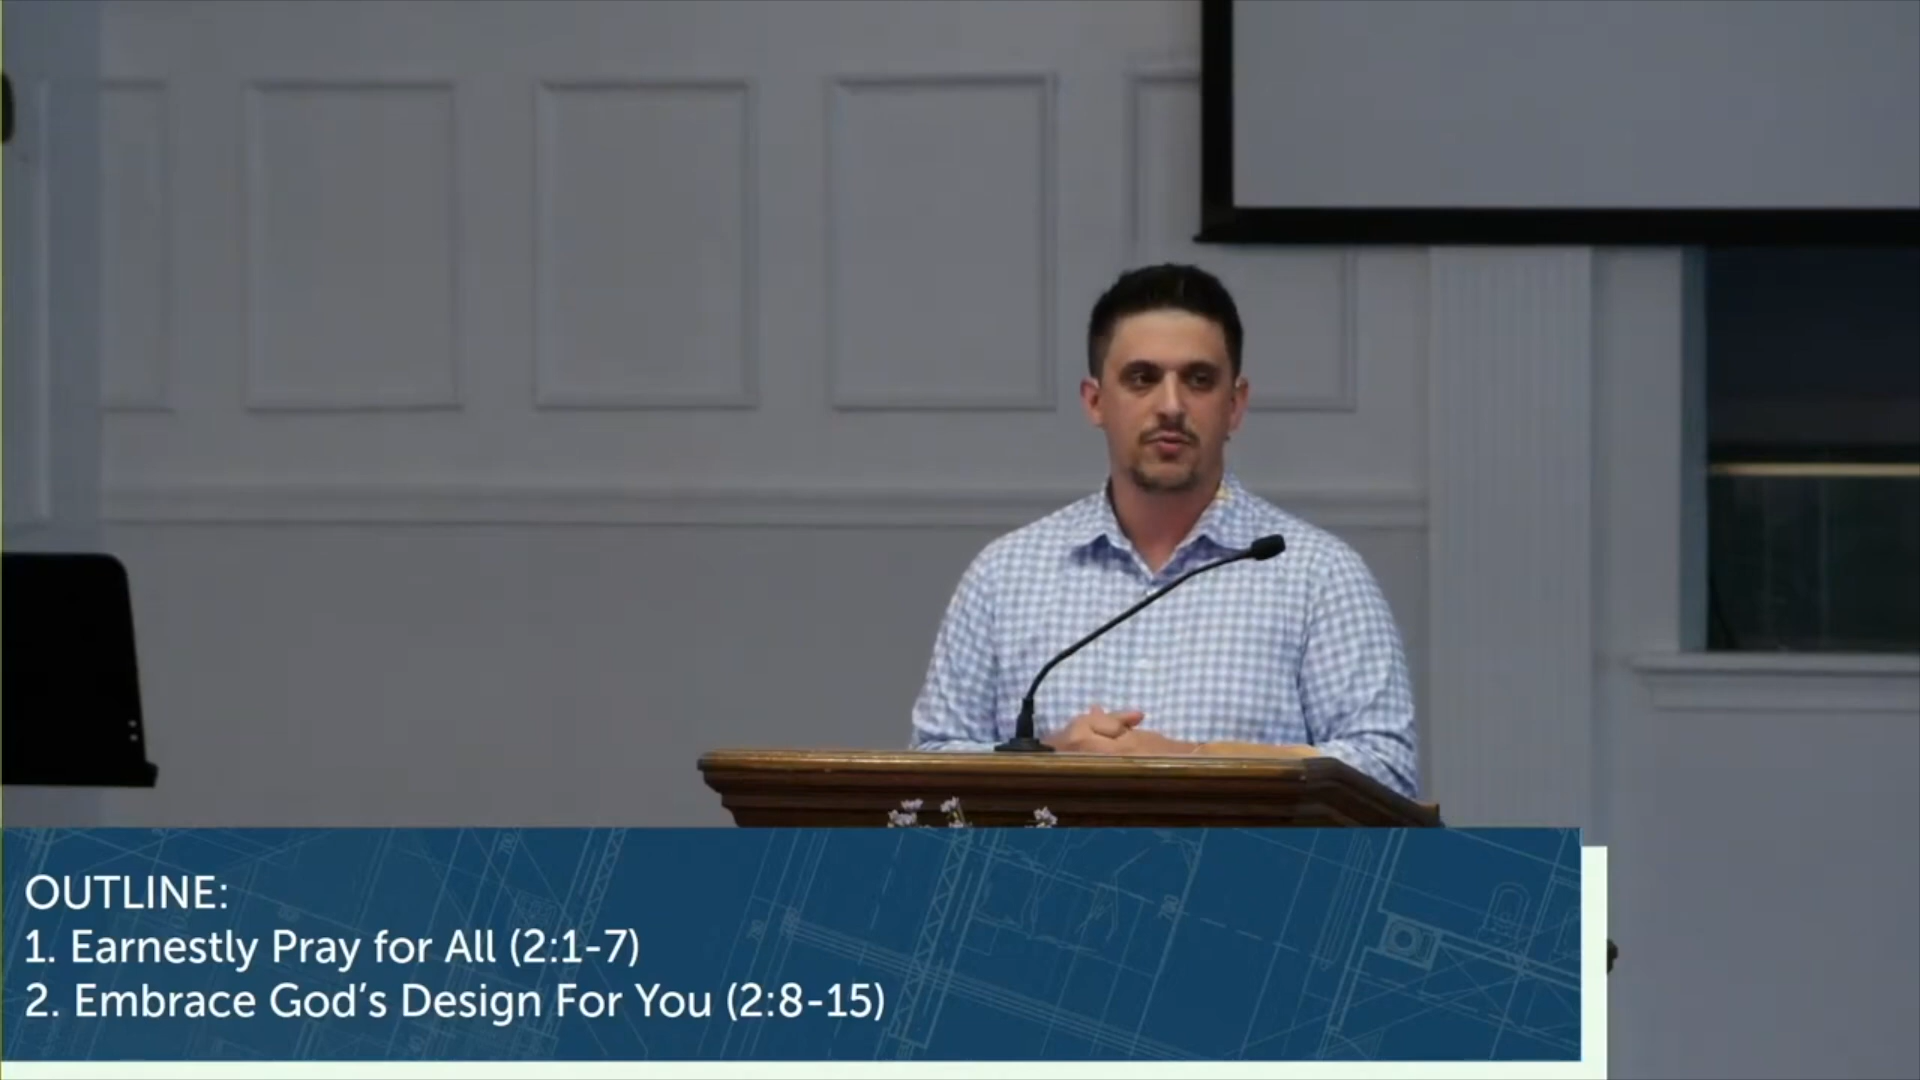 OUTLINE:
1. Earnestly Pray for All (2:1-7)
2. Embrace God's Design For You (2:8-15)